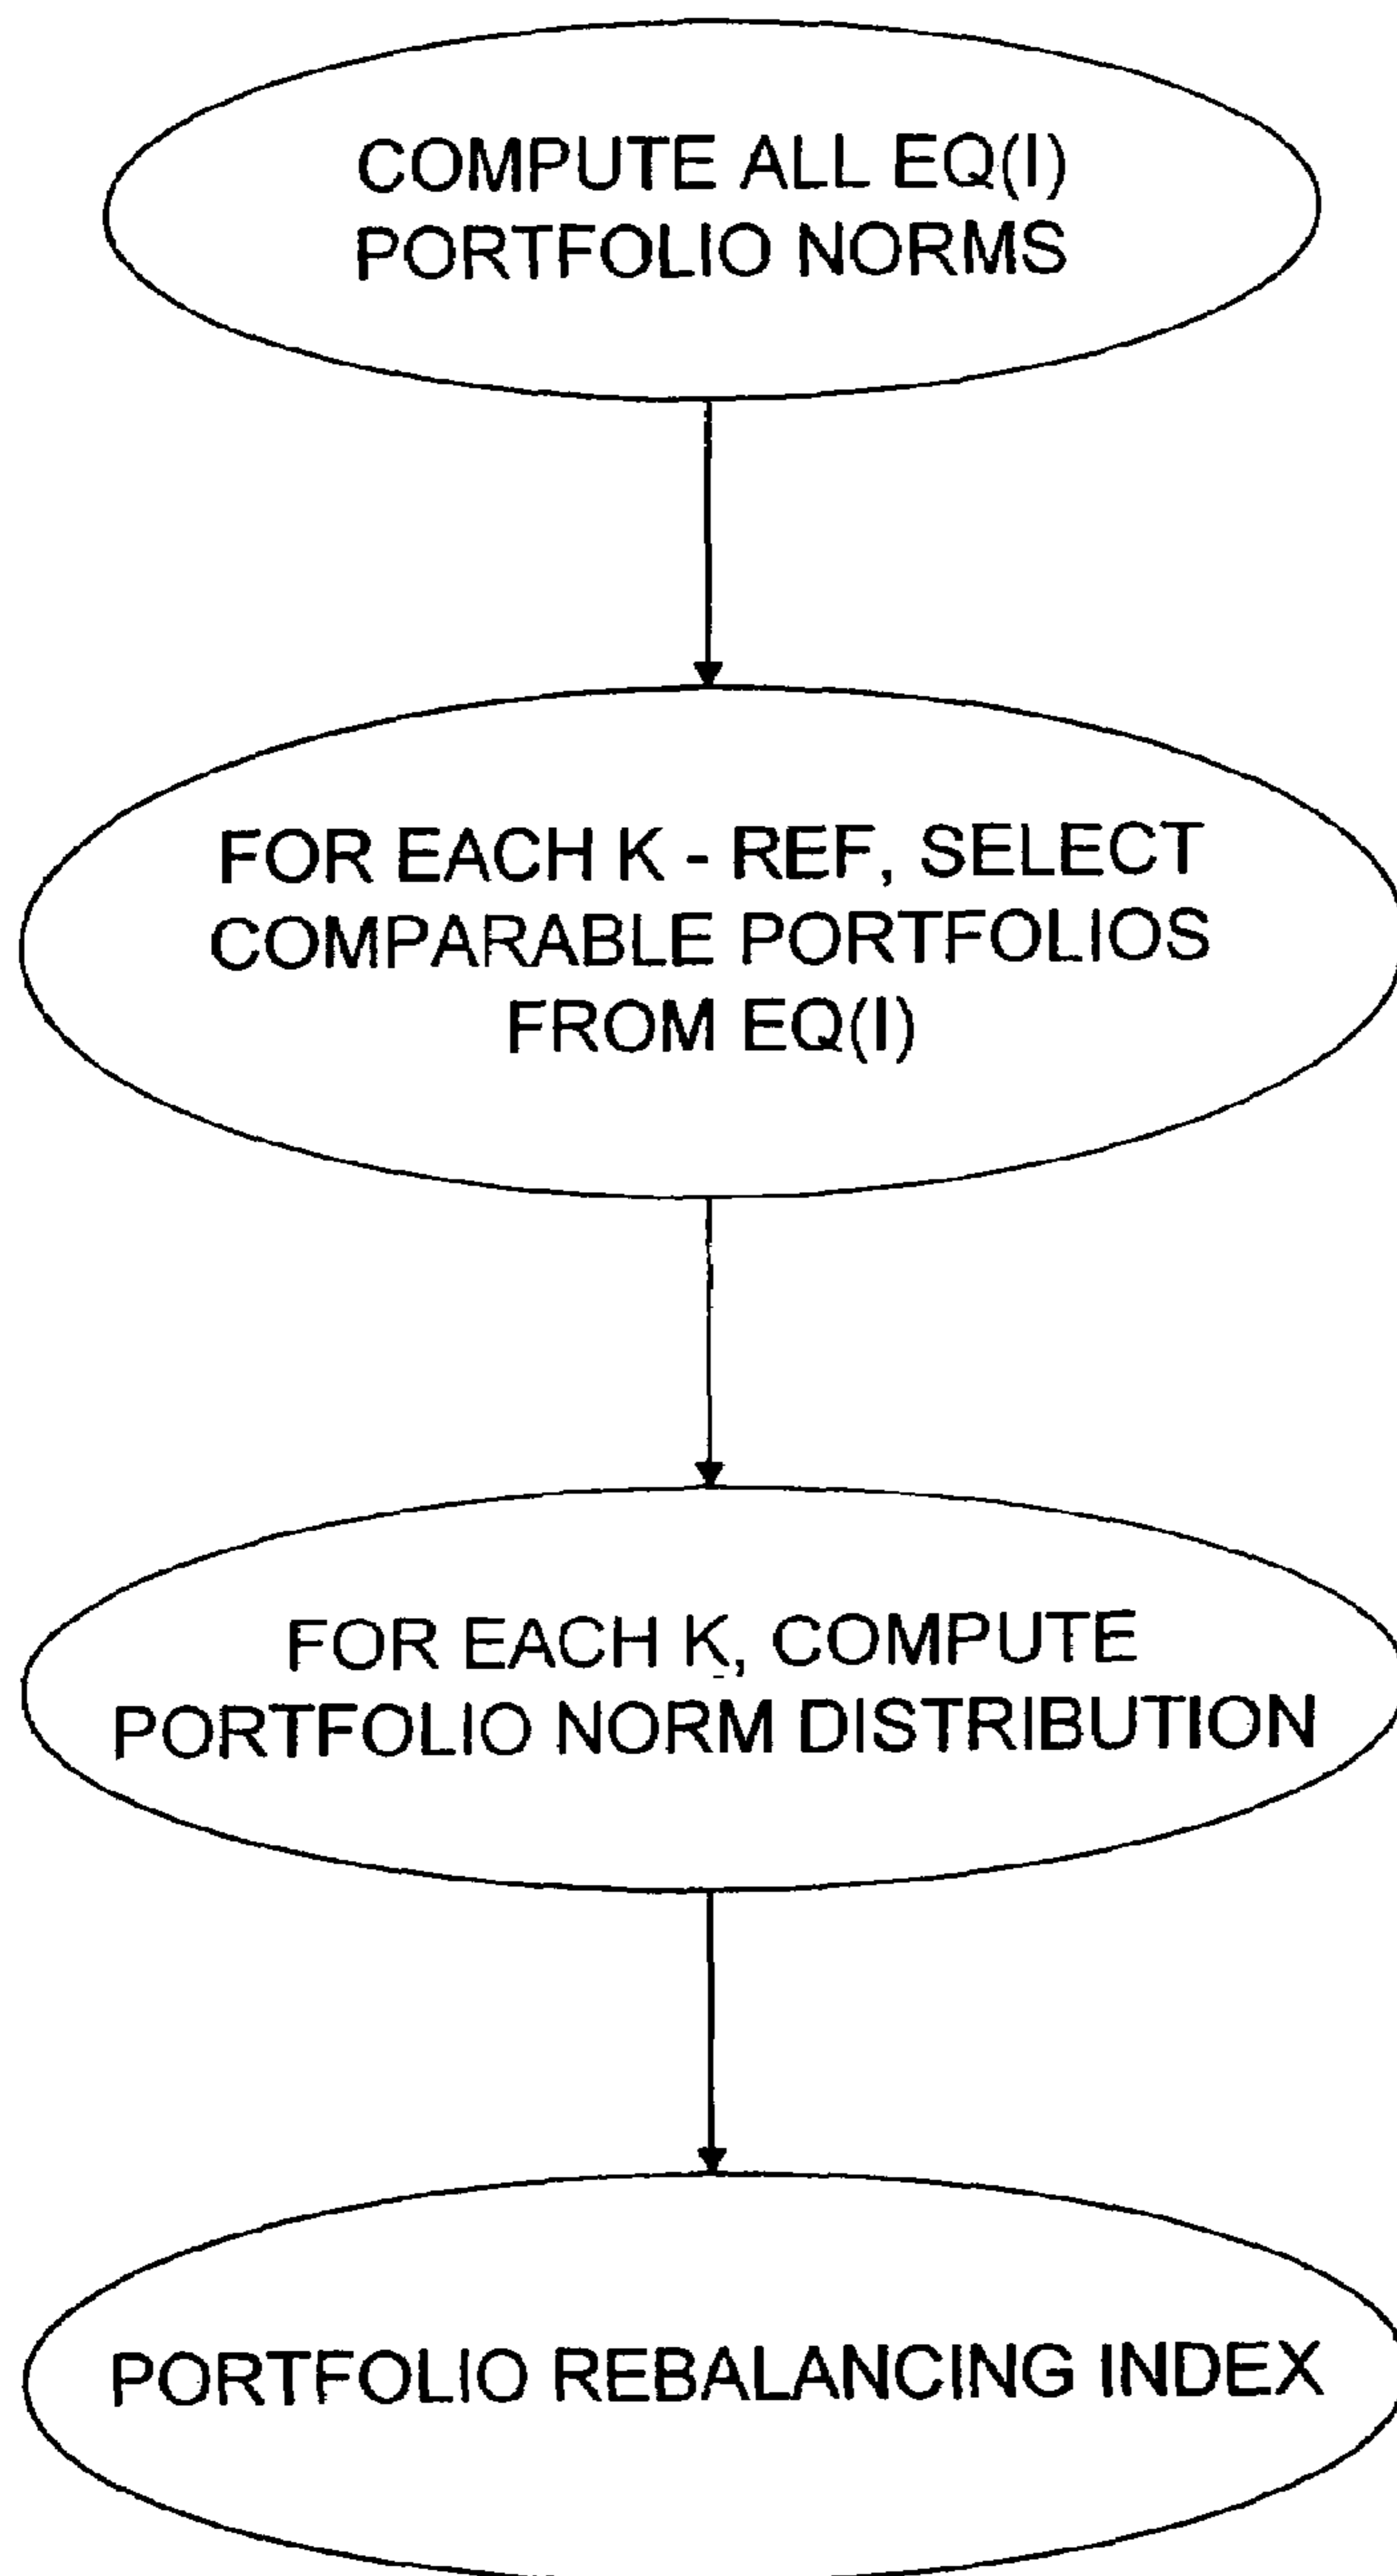 COMPUTE ALL EQ(I)
PORTFOLIO NORMS
FOR EACH K - REF, SELECT
COMPARABLE PORTFOLIOS
FROM EQ(I)
FOR EACH K, COMPUTE
PORTFOLIO NORM DISTRIBUTION
PORTFOLIO REBALANCING INDEX